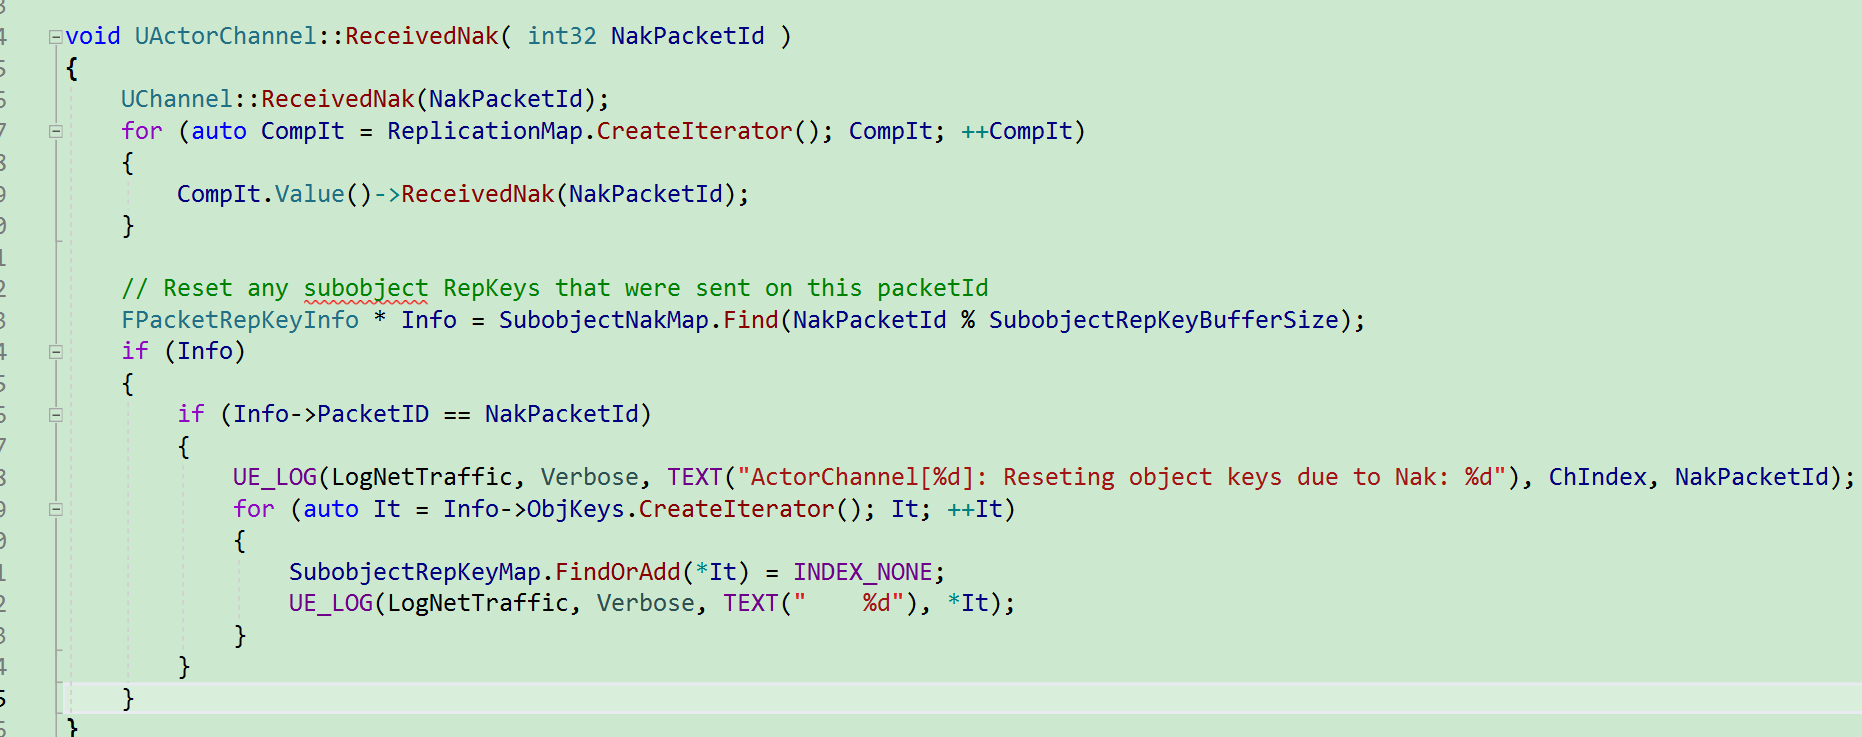 void UActorChannel::ReceivedNak( int32 NakPacketId )
{
    UChannel::ReceivedNak(NakPacketId);
    for (auto CompIt = ReplicationMap.CreateIterator(); CompIt; ++CompIt)
    {
        CompIt.Value()->ReceivedNak(NakPacketId);
    }

    // Reset any subobject RepKeys that were sent on this packetId
    FPacketRepKeyInfo * Info = SubobjectNakMap.Find(NakPacketId % SubobjectRepKeyBufferSize);
    if (Info)
    {
        if (Info->PacketID == NakPacketId)
        {
            UE_LOG(LogNetTraffic, Verbose, TEXT("ActorChannel[%d]: Reseting object keys due to Nak: %d"), ChIndex, NakPacketId);
            for (auto It = Info->ObjKeys.CreateIterator(); It; ++It)
            {
                SubobjectRepKeyMap.FindOrAdd(*It) = INDEX_NONE;
                UE_LOG(LogNetTraffic, Verbose, TEXT("    %d"), *It);
            }
        }
    }
}